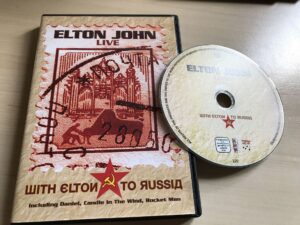 ELTON JOHN
LIVE
ПОЧТА
WITH ELTON TO RUSSIA
Including Daniel, Candle In The Wind, Rocket Man
ELTON JOHN
WITH ELTON TO RUSSIA